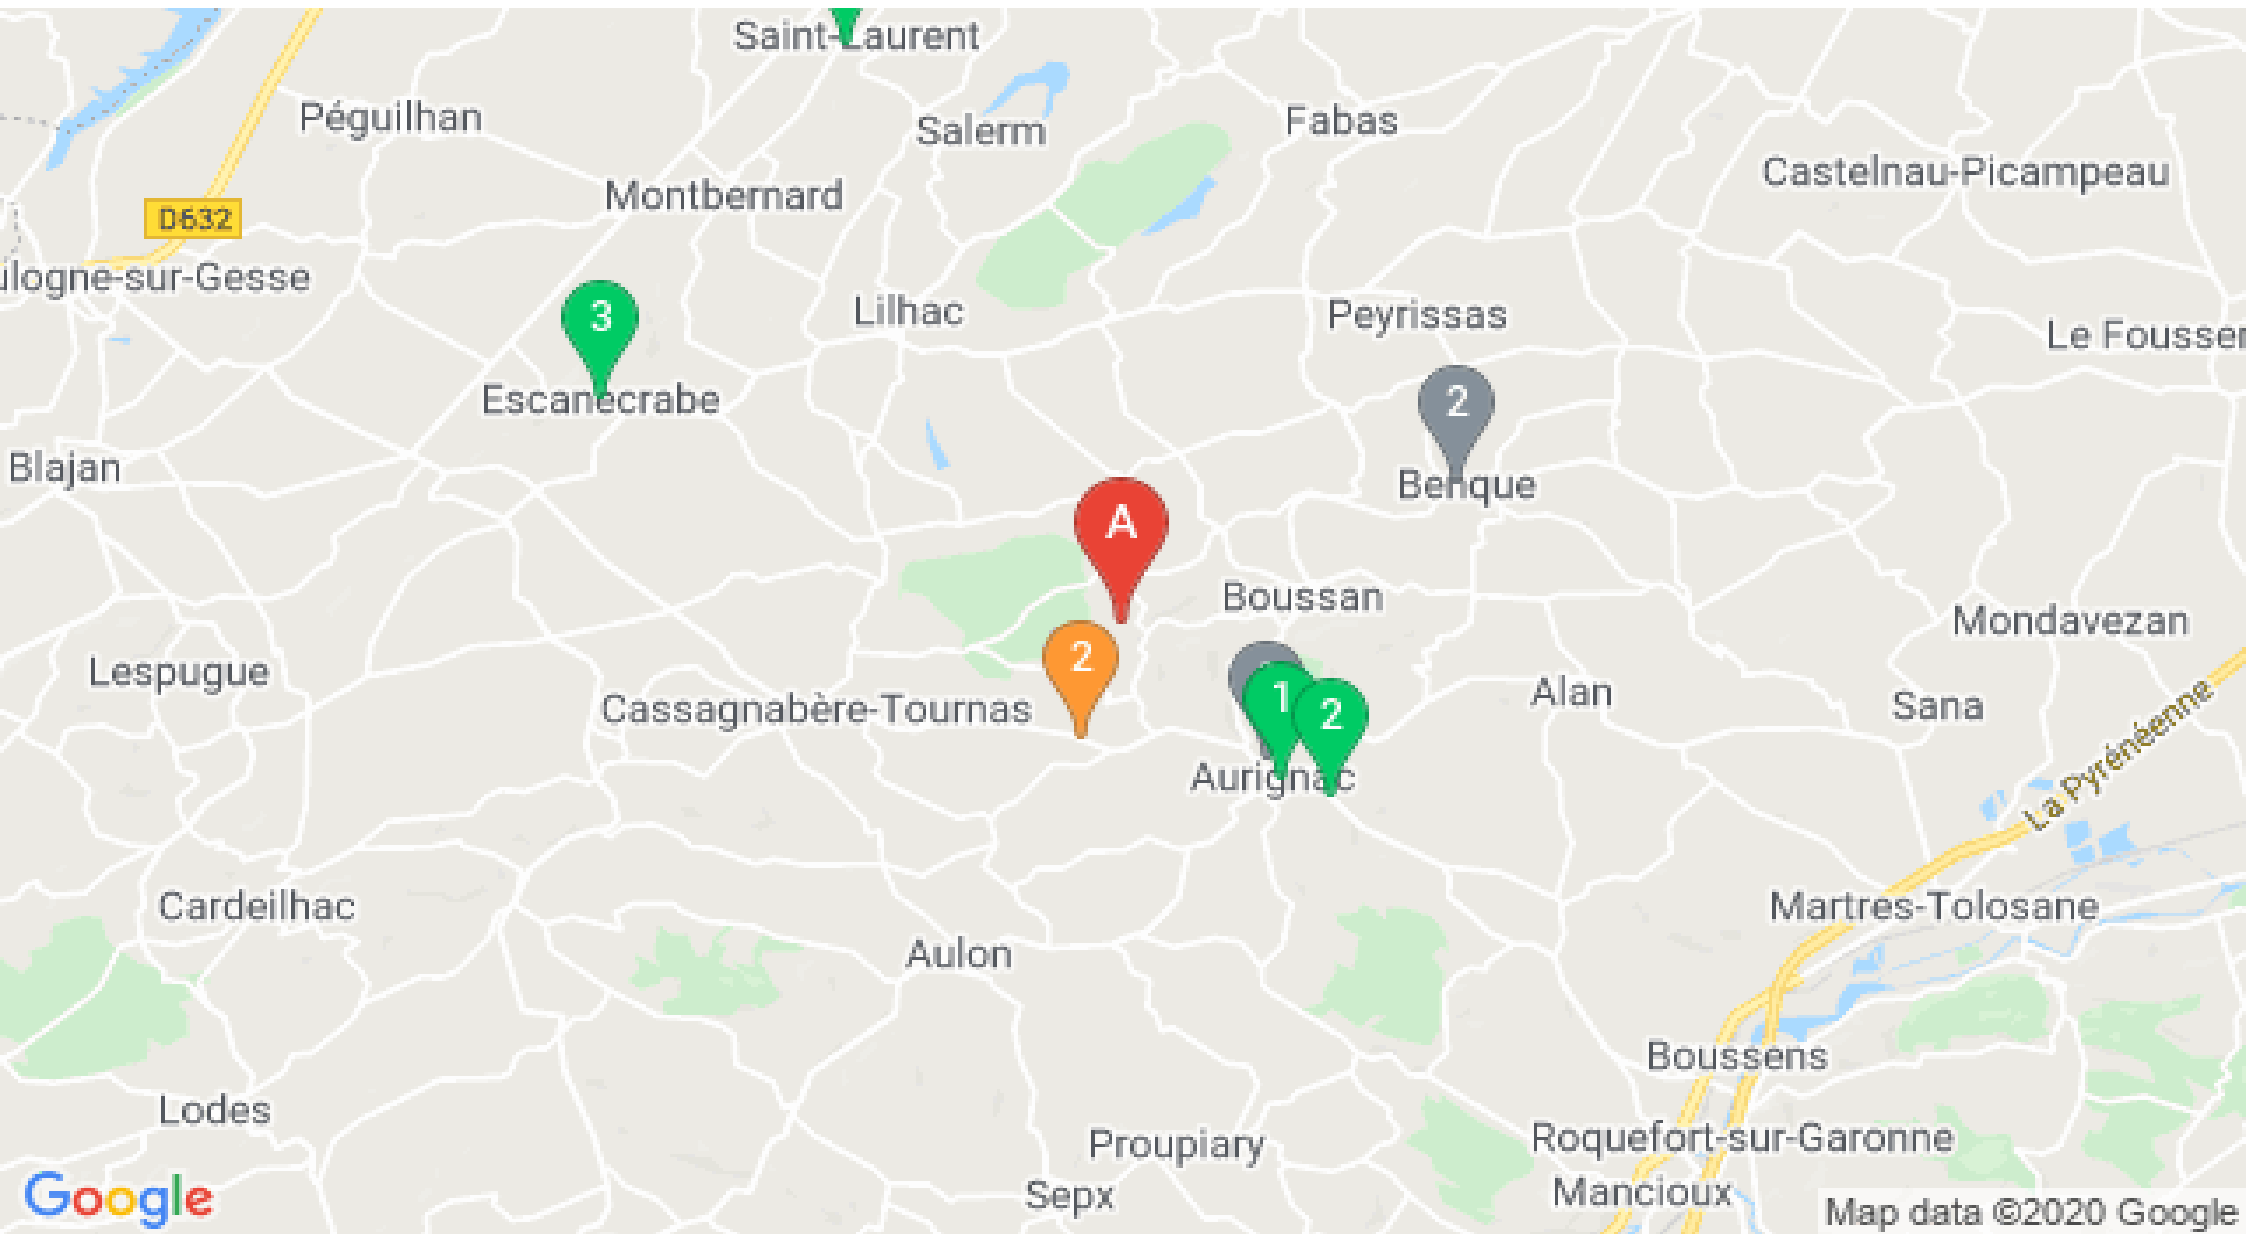 Saint-Laurent
Péguilhan
Salerm
Fabas
Castelnau-Picampeau
Montbernard
D632
ulogne-sur-Gesse
3
Lilhac
Peyrissas
Le Fousser
Escanecrabe
2
Benque
Blajan
A
Boussan
Mondavezan
2
Lespugue
Cassagnabère-Tournas
1
2
Alan
Sana
Aurignac
La Pyrénéenne
Cardeilhac
Martres-Tolosane
Aulon
Boussens
Lodes
Proupiary
Roquefort-sur-Garonne
Sepx
Mancioux
Google
Map data ©2020 Google